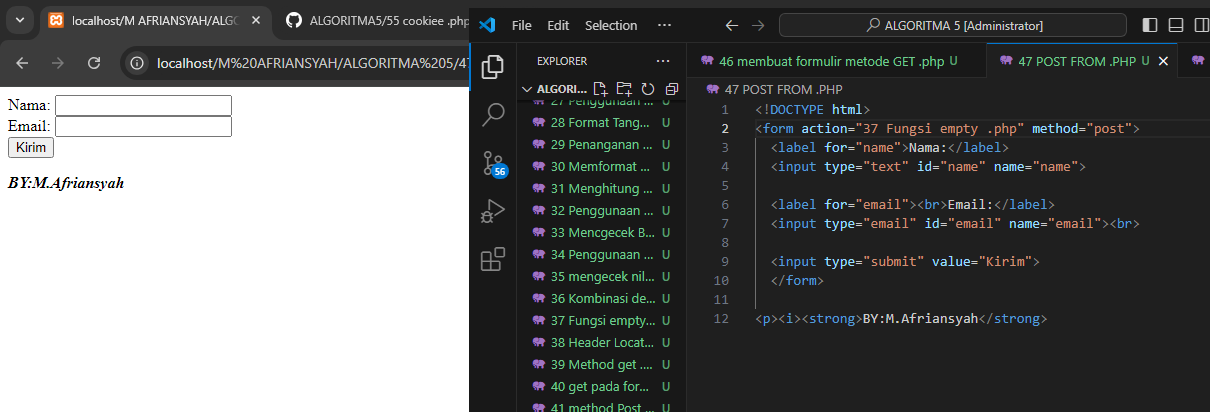 localhost/M AFRIANSYAH/ALGO
ALGORITMA5/55 cookiee .php
localhost/M%20AFRIANSYAH/ALGORITMA%205/47
Nama:
Email:
Kirim
BY:M.Afriansyah
File Edit Selection ···
ALGORITMA 5 [Administrator]
EXPLORER ···
ALGORI...
27 Penggunaan ...
28 Format Tang... U
29 Penanganan ... U
30 Memformat ... U
31 Menghitung ... U
32 Penggunaan ... U
33 Mencgecek B... U
34 Penggunaan ... U
35 mengecek nil... U
36 Kombinasi de... U
37 Fungsi empty... U
38 Header Locat... U
39 Method get .... U
40 get pada for... U
41 method Post ... U
56
46 membuat formulir metode GET .php U
47 POST FROM .PHP U
47 POST FROM .PHP
1 <!DOCTYPE html>
2 <form action="37 Fungsi empty .php" method="post">
3 <label for="name">Nama:</label>
4 <input type="text" id="name" name="name">
5
6 <label for="email"><br>Email:</label>
7 <input type="email" id="email" name="email"><br>
8
9 <input type="submit" value="Kirim">
10 </form>
11
12 <p><i><strong>BY:M.Afriansyah</strong>